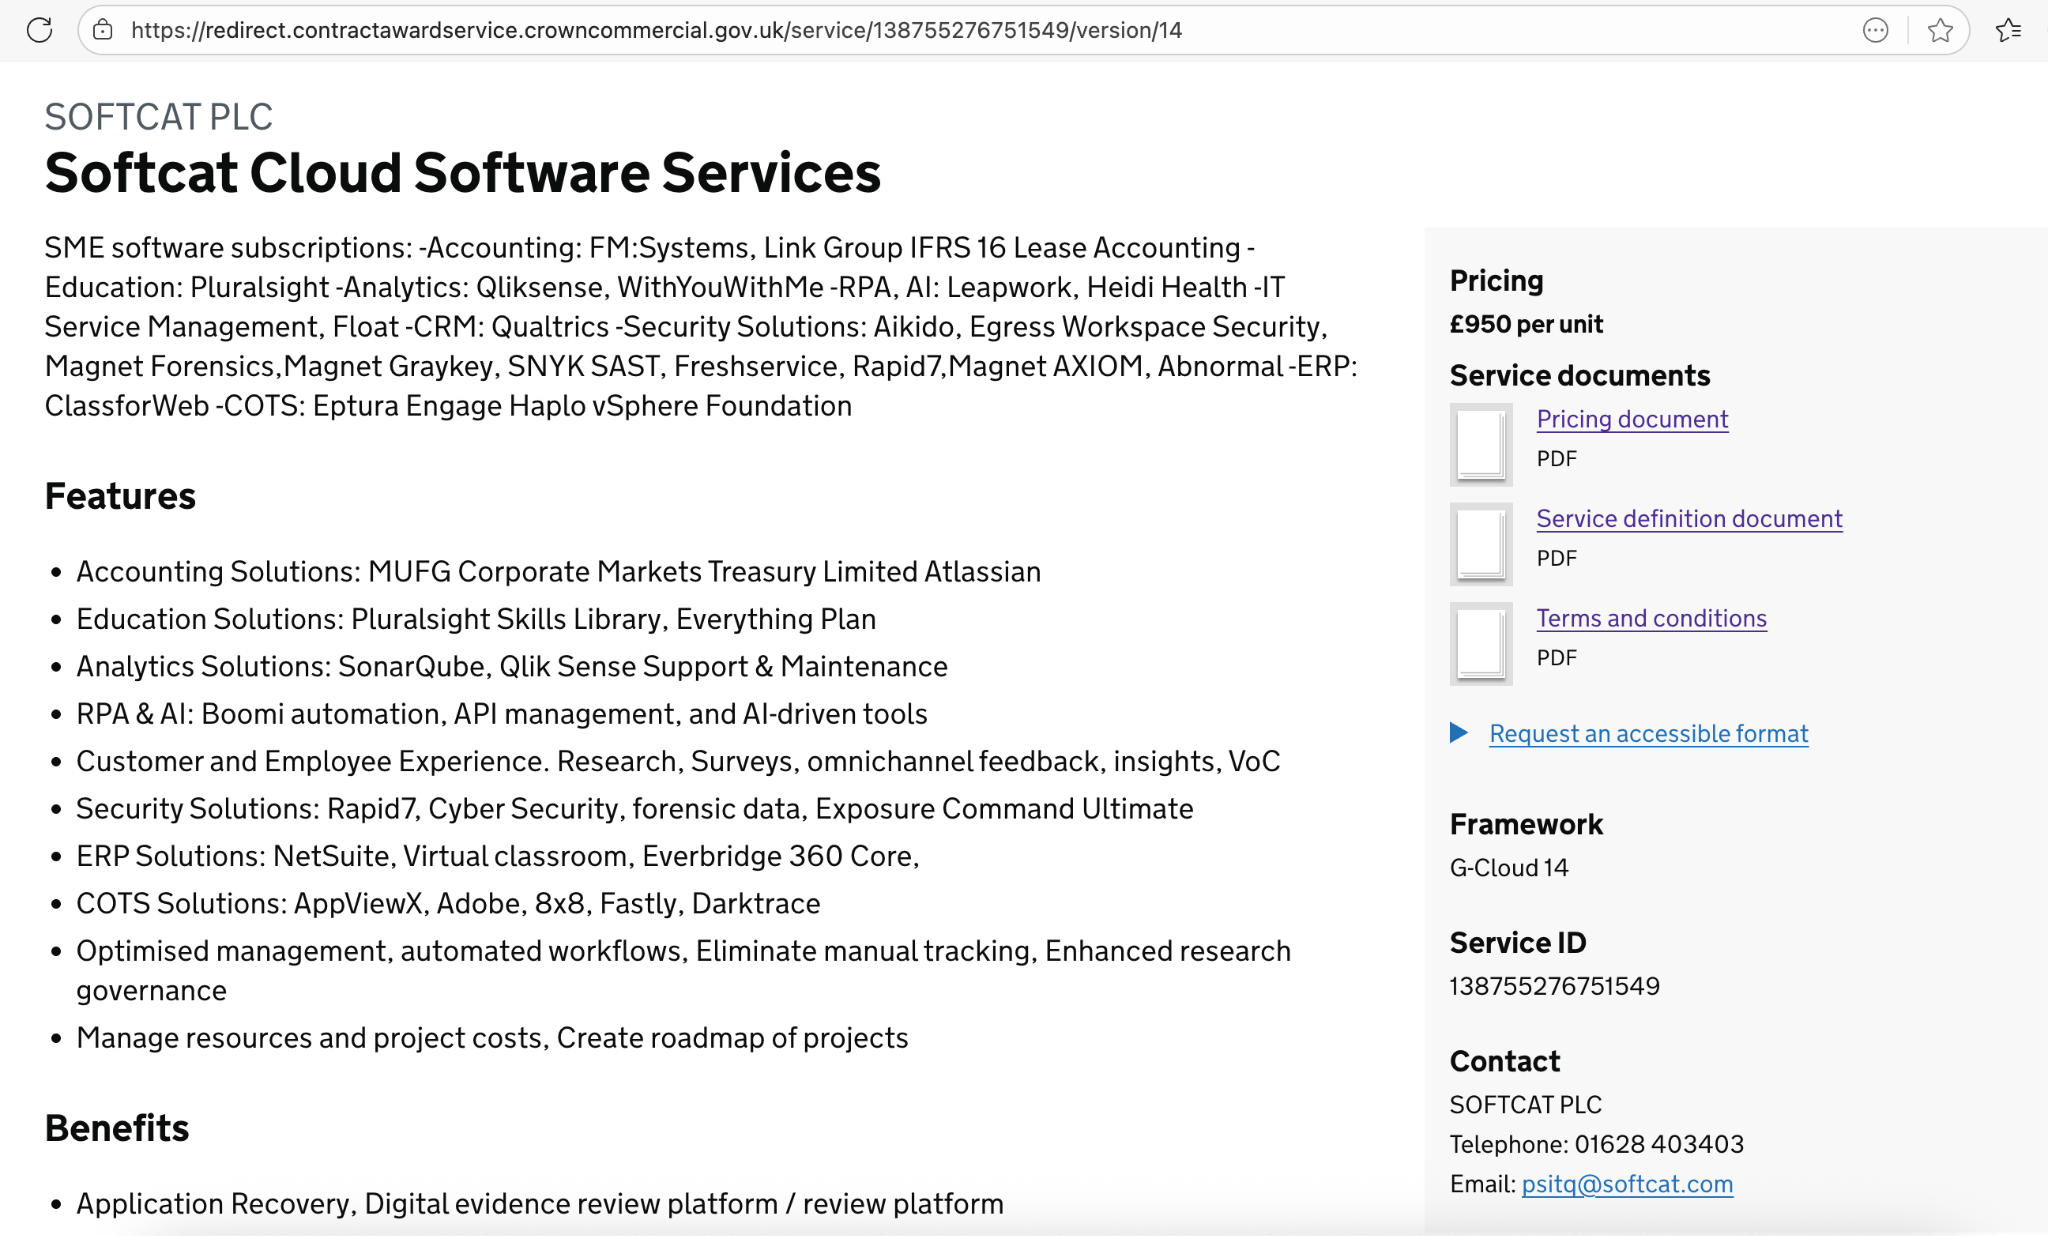 https://redirect.contractawardservice.crowncommercial.gov.uk/service/138755276751549/version/14
SOFTCAT PLC
Softcat Cloud Software Services
SME software subscriptions: -Accounting: FM:Systems, Link Group IFRS 16 Lease Accounting -
Education: Pluralsight -Analytics: Qliksense, WithYouWithMe -RPA, AI: Leapwork, Heidi Health -IT
Service Management, Float -CRM: Qualtrics -Security Solutions: Aikido, Egress Workspace Security,
Magnet Forensics,Magnet Graykey, SNYK SAST, Freshservice, Rapid7,Magnet AXIOM, Abnormal -ERP:
ClassforWeb -COTS: Eptura Engage Haplo vSphere Foundation
Features
• Accounting Solutions: MUFG Corporate Markets Treasury Limited Atlassian
• Education Solutions: Pluralsight Skills Library, Everything Plan
• Analytics Solutions: SonarQube, Qlik Sense Support & Maintenance
• RPA & AI: Boomi automation, API management, and AI-driven tools
• Customer and Employee Experience. Research, Surveys, omnichannel feedback, insights, VoC
• Security Solutions: Rapid7, Cyber Security, forensic data, Exposure Command Ultimate
• ERP Solutions: NetSuite, Virtual classroom, Everbridge 360 Core,
• COTS Solutions: AppViewX, Adobe, 8x8, Fastly, Darktrace
• Optimised management, automated workflows, Eliminate manual tracking, Enhanced research
governance
• Manage resources and project costs, Create roadmap of projects
Benefits
• Application Recovery, Digital evidence review platform / review platform
Pricing
£950 per unit
Service documents
Pricing document
PDF
Service definition document
PDF
Terms and conditions
PDF
Request an accessible format
Framework
G-Cloud 14
Service ID
138755276751549
Contact
SOFTCAT PLC
Telephone: 01628 403403
Email: psitq@softcat.com